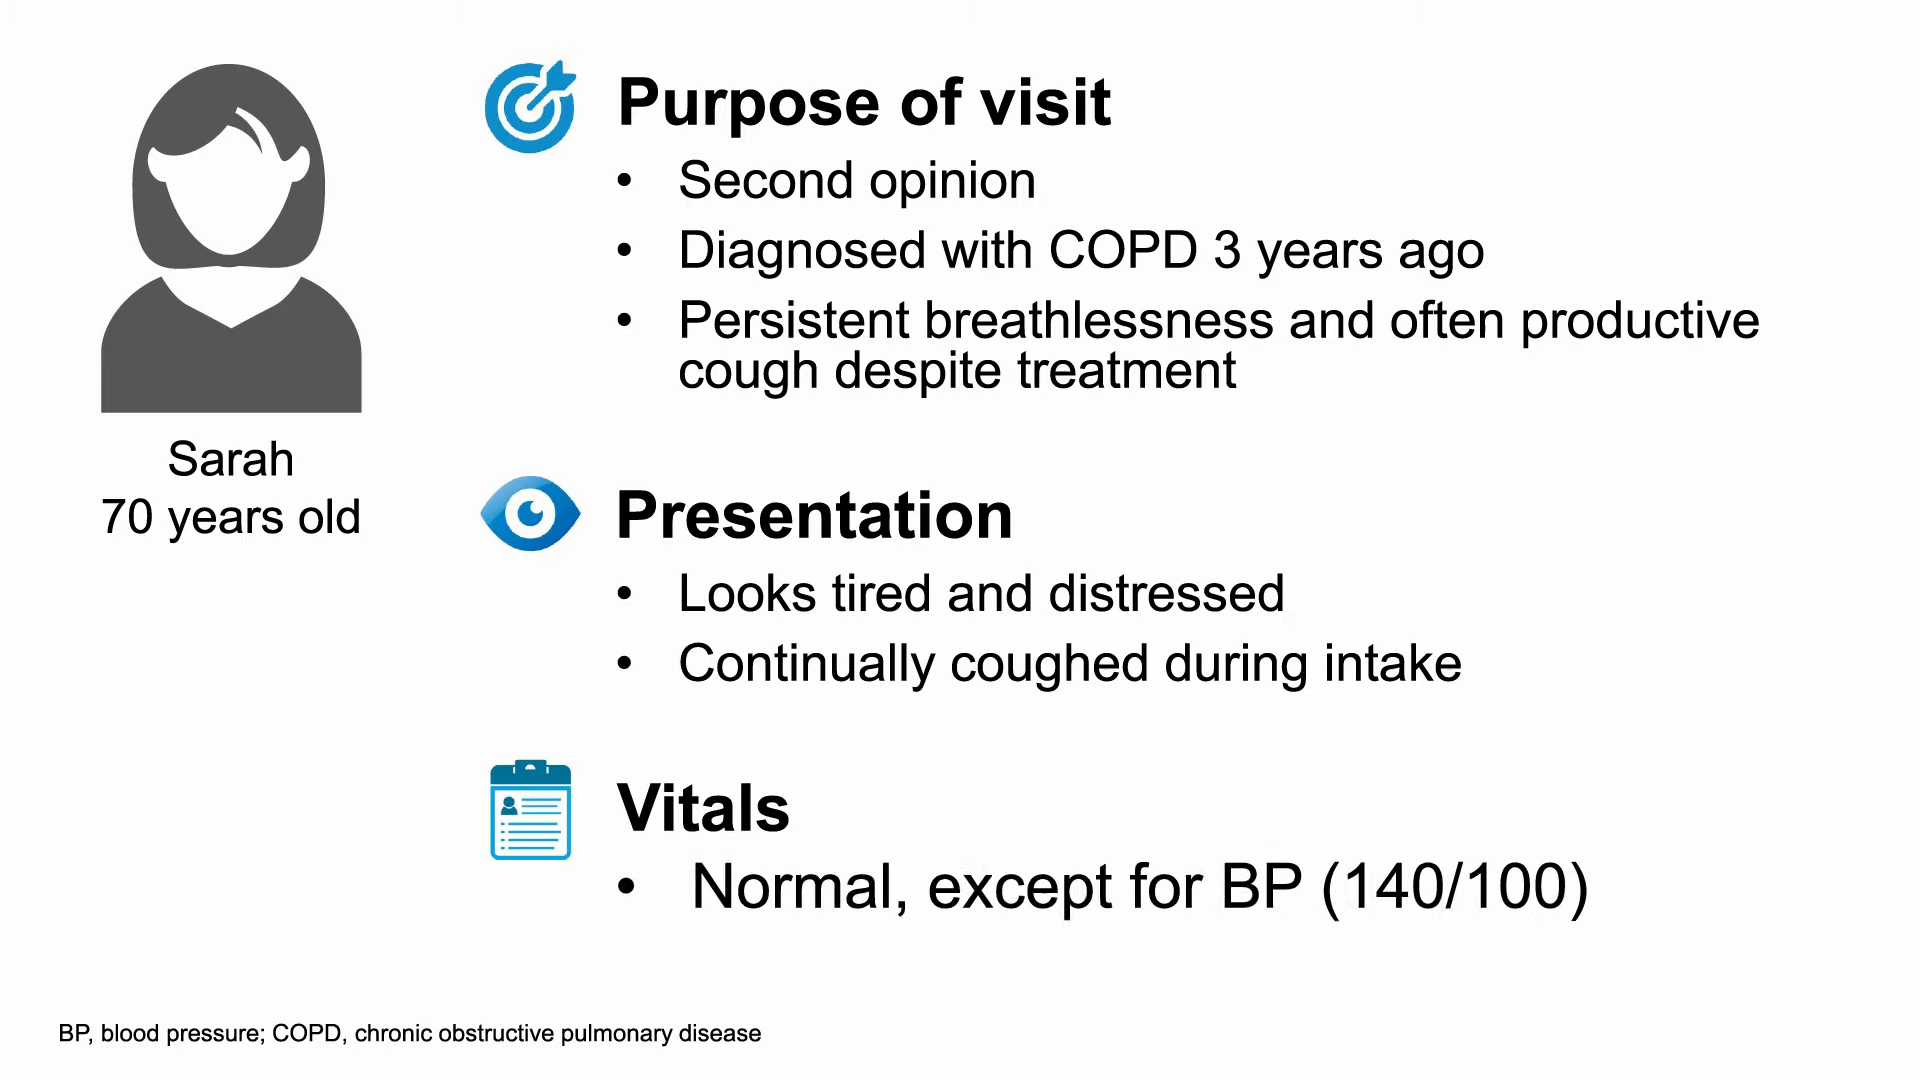 Purpose of visit
• Second opinion
• Diagnosed with COPD 3 years ago
• Persistent breathlessness and often productive
cough despite treatment
Sarah
70 years old
Presentation
• Looks tired and distressed
• Continually coughed during intake
Vitals
• Normal, except for BP (140/100)
BP, blood pressure; COPD, chronic obstructive pulmonary disease